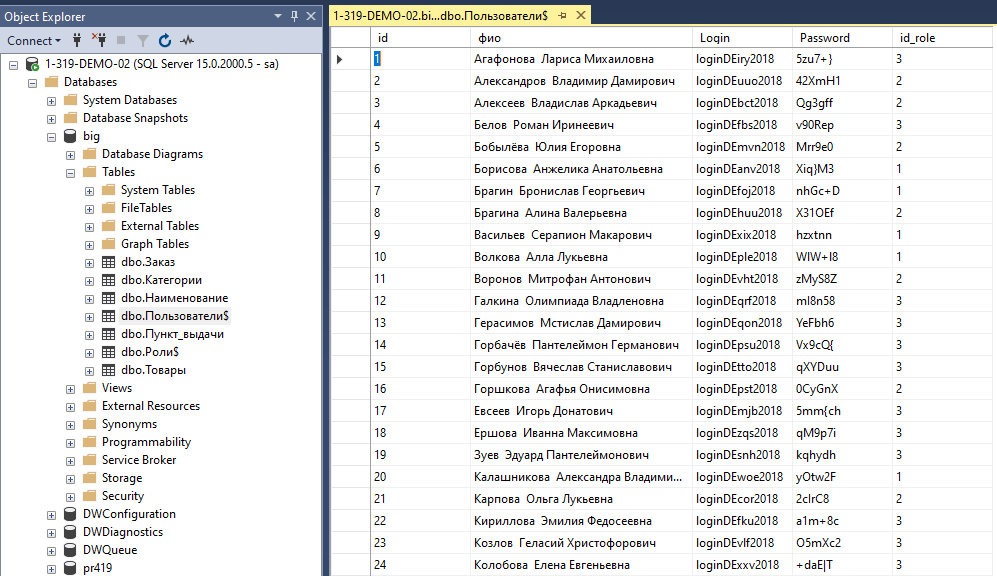 Object Explorer
Connect
1-319-DEMO-02 (SQL Server 15.0.2000.5 - sa)
Databases
System Databases
Database Snapshots
big
Database Diagrams
Tables
System Tables
FileTables
External Tables
Graph Tables
dbo.Заказ
dbo.Категории
dbo.Наименование
dbo.Пользователи$
dbo.Пункт_выдачи
dbo.Роли$
dbo.Товары
Views
External Resources
Synonyms
Programmability
Service Broker
Storage
Security
DWConfiguration
DWDiagnostics
DWQueue
pr419
1-319-DEMO-02.bi...dbo.Пользователи$
id фио Login Password id_role
1 Агафонова Лариса Михаиловна loginDEiry2018 5zu7+} 3
2 Александров Владимир Дамирович loginDEuuo2018 42XmH1 2
3 Алексеев Владислав Аркадьевич loginDEbct2018 Qg3gff 2
4 Белов Роман Иринеевич loginDEfbs2018 v90Rep 3
5 Бобылёва Юлия Егоровна loginDEmvn2018 Mrr9e0 2
6 Борисова Анжелика Анатольевна loginDEanv2018 Xiq}M3 1
7 Брагин Бронислав Георгьевич loginDEfoj2018 nhGc+D 1
8 Брагина Алина Валерьевна loginDEhuu2018 X31OEf 2
9 Васильев Серапион Макарович loginDExix2018 hzxtnn 1
10 Волкова Алла Лукьевна loginDEple2018 WlW+l8 1
11 Воронов Митрофан Антонович loginDEvht2018 zMyS8Z 2
12 Галкина Олимпиада Владленовна loginDEqrf2018 mI8n58 3
13 Герасимов Мстислав Дамирович loginDEqon2018 YeFbh6 3
14 Горбачёв Пантелеймон Германович loginDEpsu2018 Vx9cQ{ 3
15 Горбунов Вячеслав Станиславович loginDEtto2018 qXYDuu 3
16 Горшкова Агафья Онисимовна loginDEpst2018 0CyGnX 2
17 Евсеев Игорь Донатович loginDEmjb2018 5mm{ch 3
18 Ершова Иванна Максимовна loginDEzqs2018 qM9p7i 3
19 Зуев Эдуард Пантелеймонович loginDEsnh2018 kqhydh 3
20 Калашникова Александра Владими... loginDEwoe2018 yOtw2F 1
21 Карпова Ольга Лукьевна loginDEcor2018 2cIrC8 2
22 Кириллова Эмилия Федосеевна loginDEfku2018 a1m+8c 3
23 Козлов Геласий Христофорович loginDEvlf2018 O5mXc2 3
24 Колобова Елена Евгеньевна loginDExxv2018 +daE|T 3